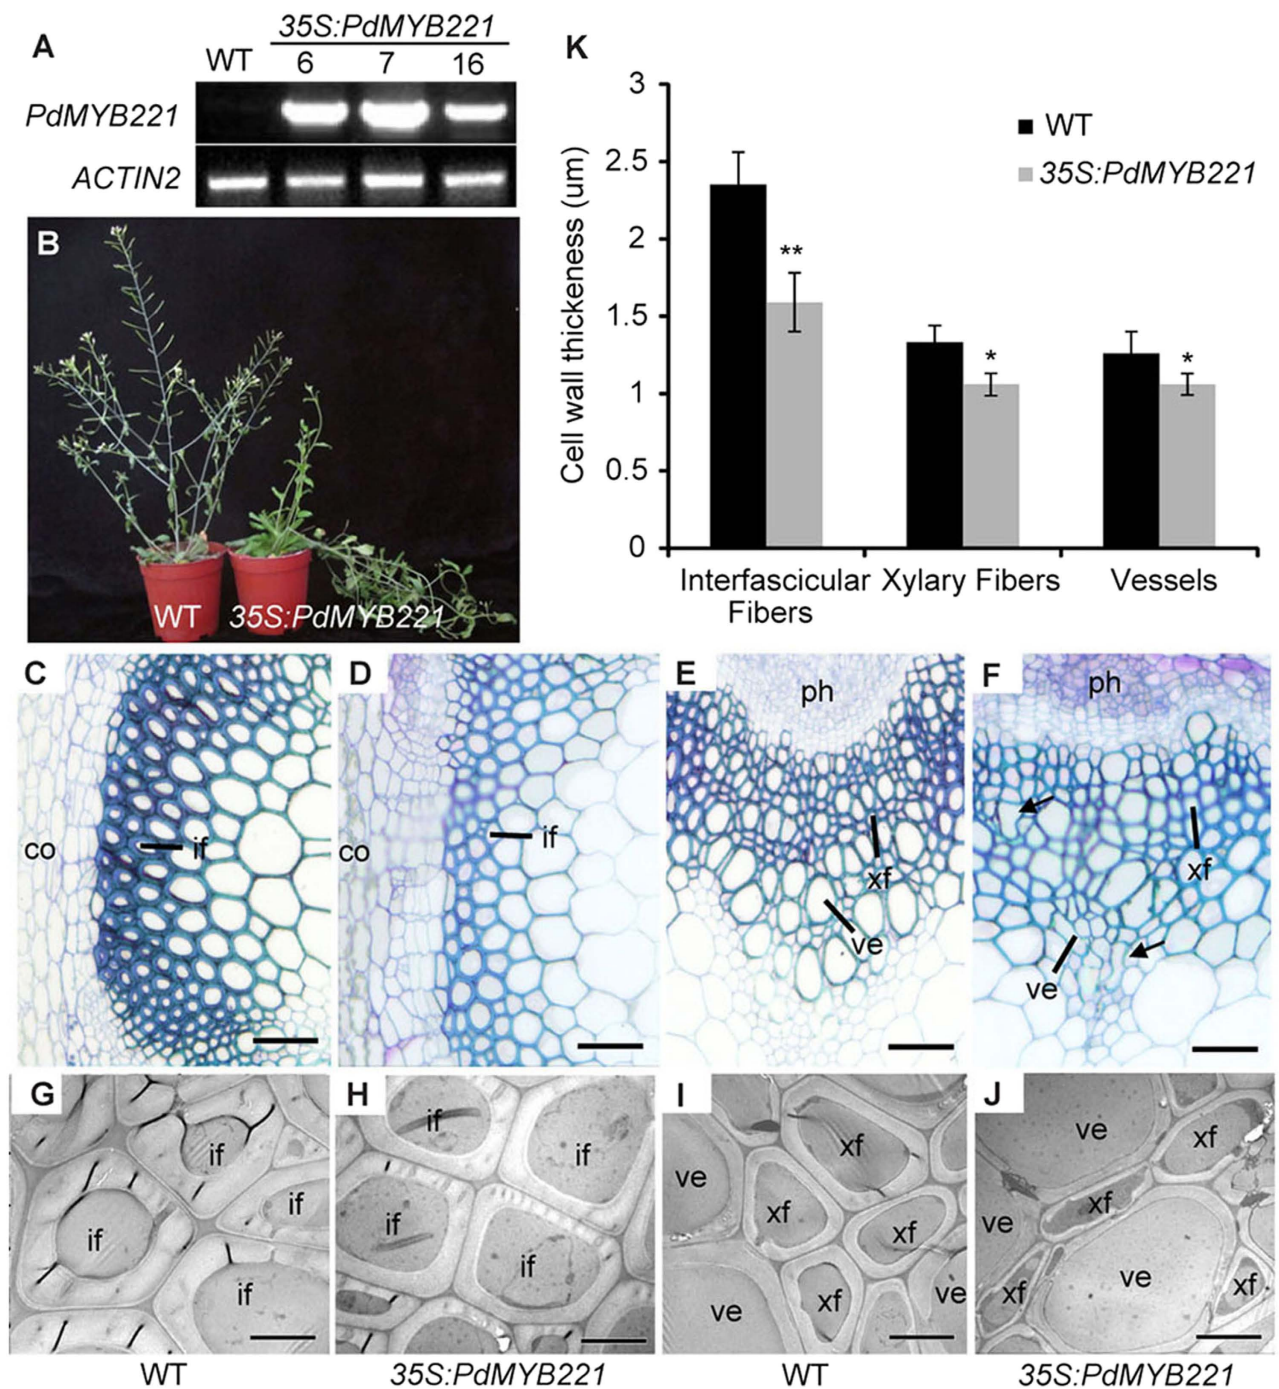 A
35S:PdMYB221
WT 6 7 16
PdMYB221
ACTIN2
B
WT 35S:PdMYB221
K
3
2.5
2
1.5
1
0.5
0
Cell wall thickness (um)
WT
35S:PdMYB221
**
*
*
Interfascicular Fibers
Xylary Fibers
Vessels
C
co
if
D
co
if
E
ph
xf
ve
F
ph
xf
ve
G
if
if
if
if
H
if
if
if
if
I
ve
xf
xf
xf
ve
xf
ve
J
ve
xf
xf
ve
ve
xf
xf
WT
35S:PdMYB221
WT
35S:PdMYB221